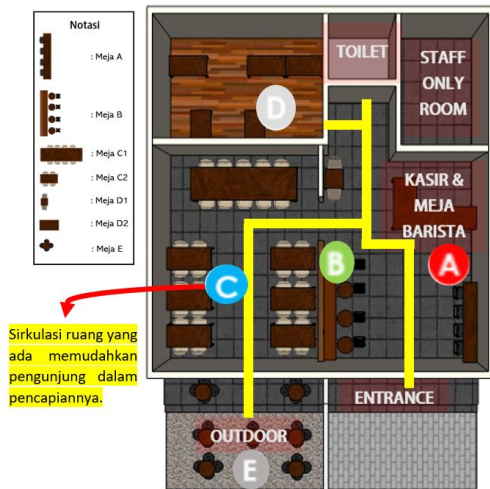 Notasi
: Meja A
: Meja B
: Meja C1
: Meja C2
: Meja D1
: Meja D2
: Meja E
TOILET
STAFF
ONLY
ROOM
D
KASIR &
MEJA
BARISTA
B
A
C
Sirkulasi ruang yang
ada memudahkan
pengunjung dalam
pencapiannya.
ENTRANCE
OUTDOOR
E